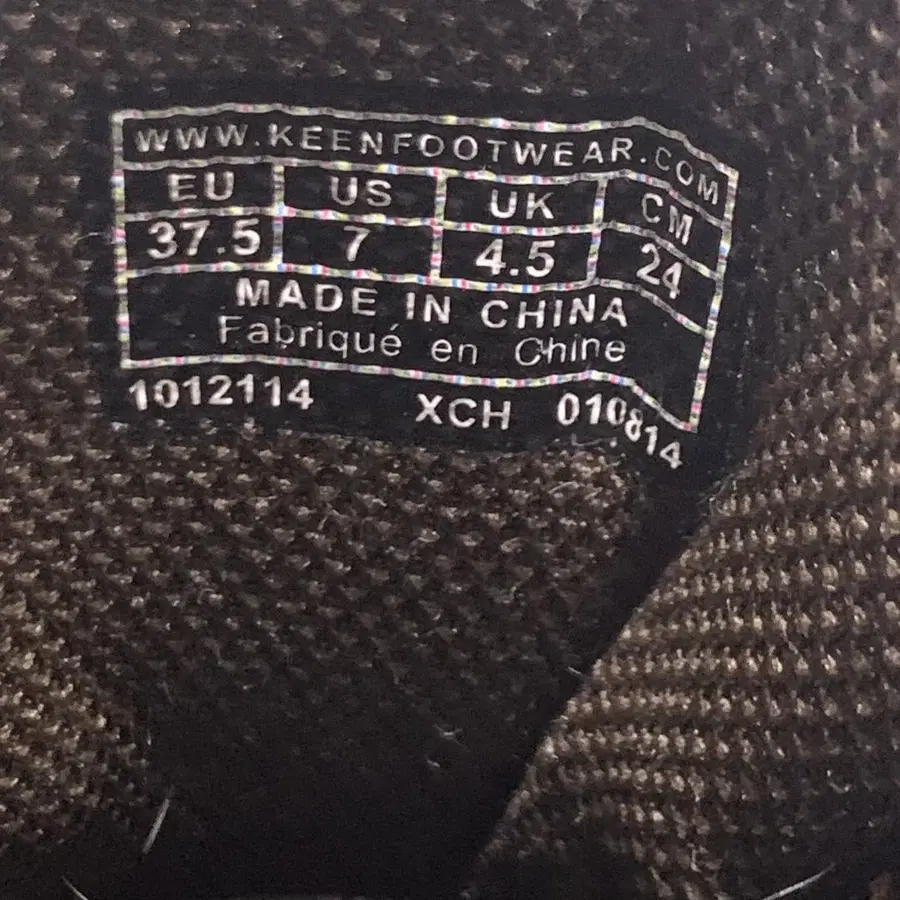 WWW.KEENFOOTWEAR.COM
EU US UK CM
37.5 7 4.5 24
MADE IN CHINA
Fabriqué en Chine
1012114 XCH 010814